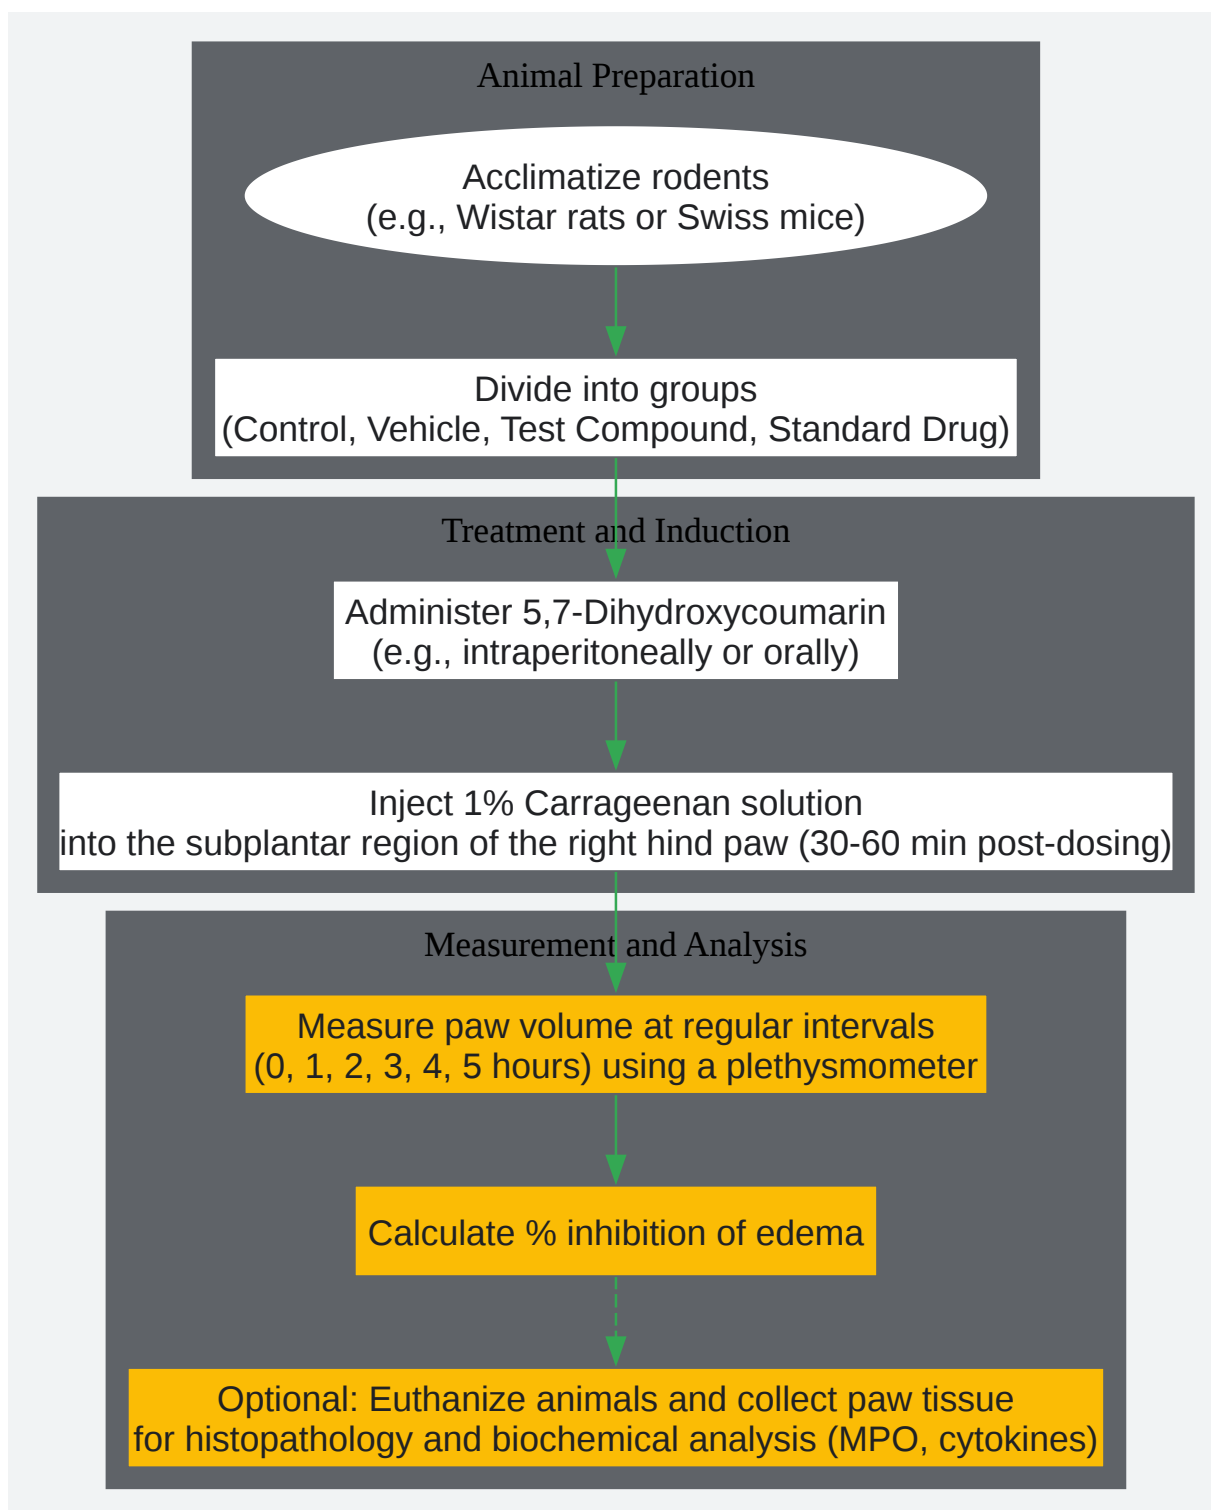 Animal Preparation
Acclimatize rodents
(e.g., Wistar rats or Swiss mice)
Divide into groups
(Control, Vehicle, Test Compound, Standard Drug)
Treatment and Induction
Administer 5,7-Dihydroxycoumarin
(e.g., intraperitoneally or orally)
Inject 1% Carrageenan solution
into the subplantar region of the right hind paw (30-60 min post-dosing)
Measurement and Analysis
Measure paw volume at regular intervals
(0, 1, 2, 3, 4, 5 hours) using a plethysmometer
Calculate % inhibition of edema
Optional: Euthanize animals and collect paw tissue
for histopathology and biochemical analysis (MPO, cytokines)